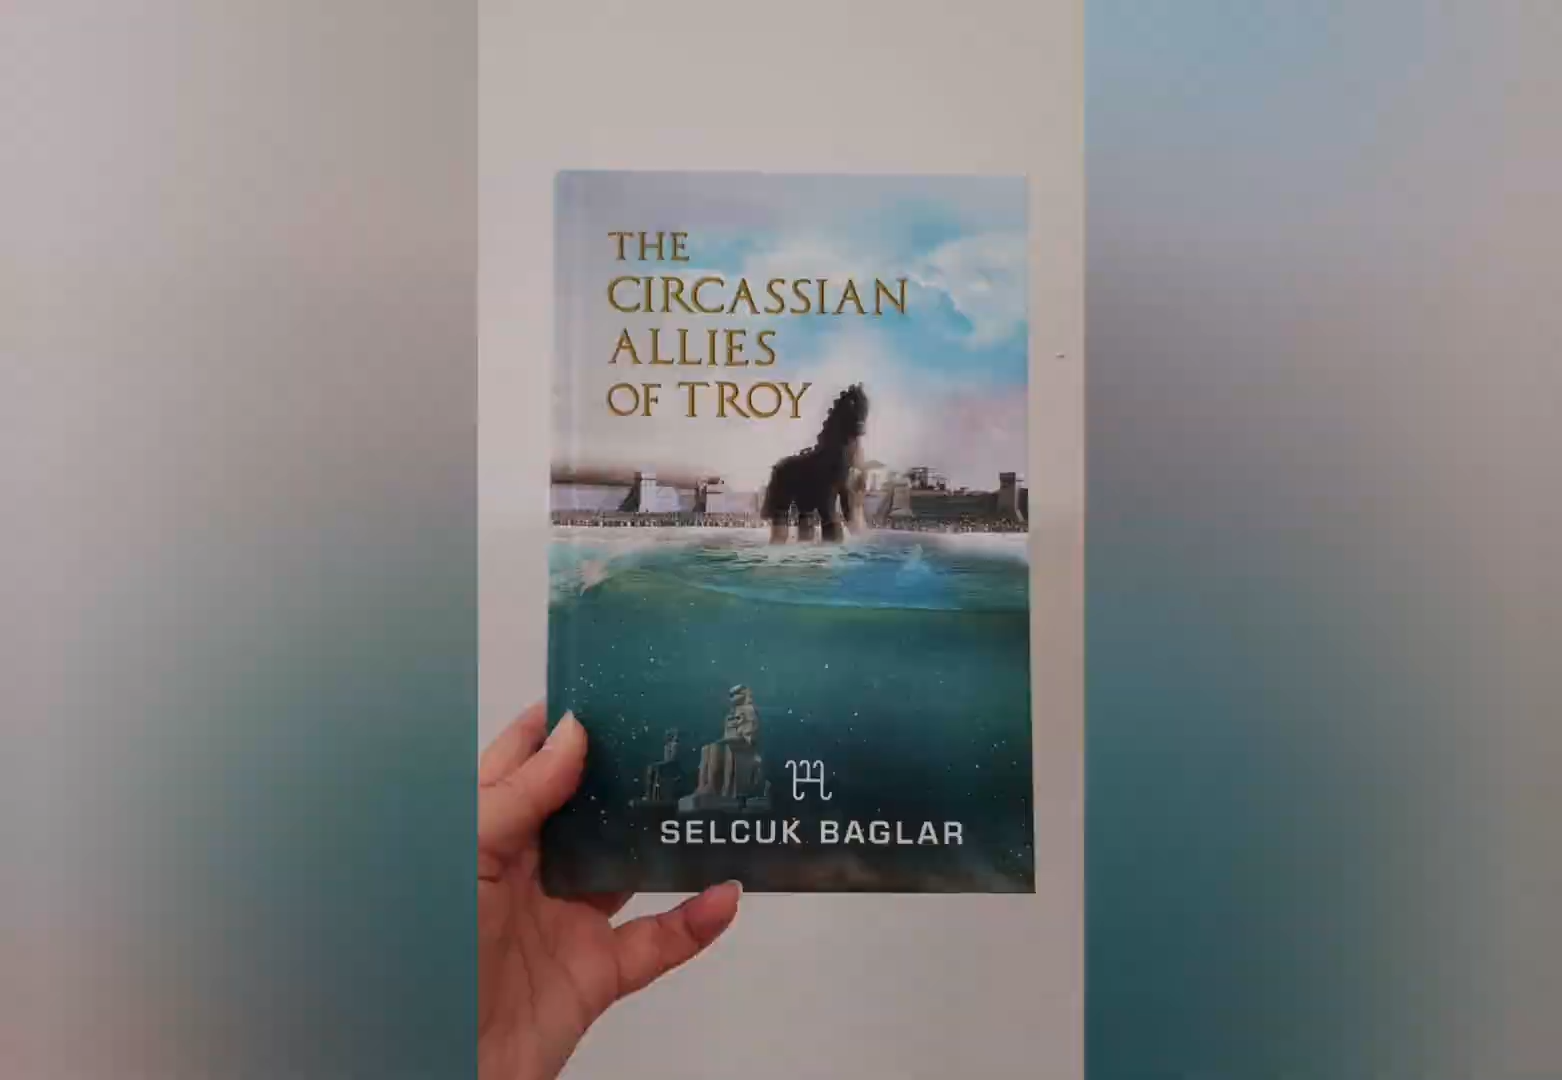 THE
CIRCASSIAN
ALLIES
OF TROY
SELCUK BAGLAR